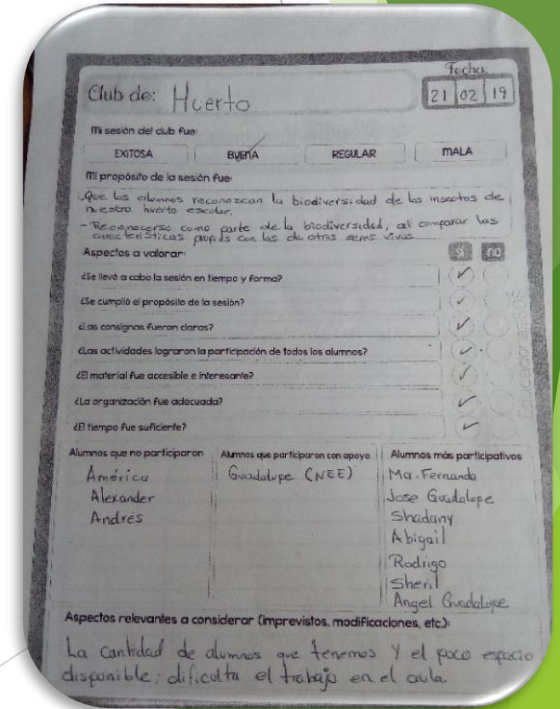 Fecha:
Club de: Huerto
21 02 19
Mi sesión del club fue:
EXITOSA BUENA REGULAR MALA
Mi propósito de la sesión fue:
.Que los alumnos reconozcan la biodiversidad de los insectos de
nuestro huerto escolar.
- Reconocerse como parte de la biodiversidad, al comparar las
características propias con las de otros seres vivos
Aspectos a valorar: si no
¿Se llevó a cabo la sesión en tiempo y forma?
¿Se cumplió el propósito de la sesión?
¿Las consignas fueron claras?
¿Las actividades lograron la participación de todos los alumnos?
¿El material fue accesible e interesante?
¿La organización fue adecuada?
¿El tiempo fue suficiente?
Alumnos que no participaron
América
Alexander
Andrés
Alumnos que participaron con apoyo
Guadalupe (NEE)
Alumnos más participativos
Ma. Fernanda
Jose Guadalupe
Shadany
Abigail
Rodrigo
Sheril
Angel Guadalupe
Aspectos relevantes a considerar (imprevistos, modificaciones, etc.):
La cantidad de alumnos que tenemos y el poco espacio
disponible; dificulta el trabajo en el aula